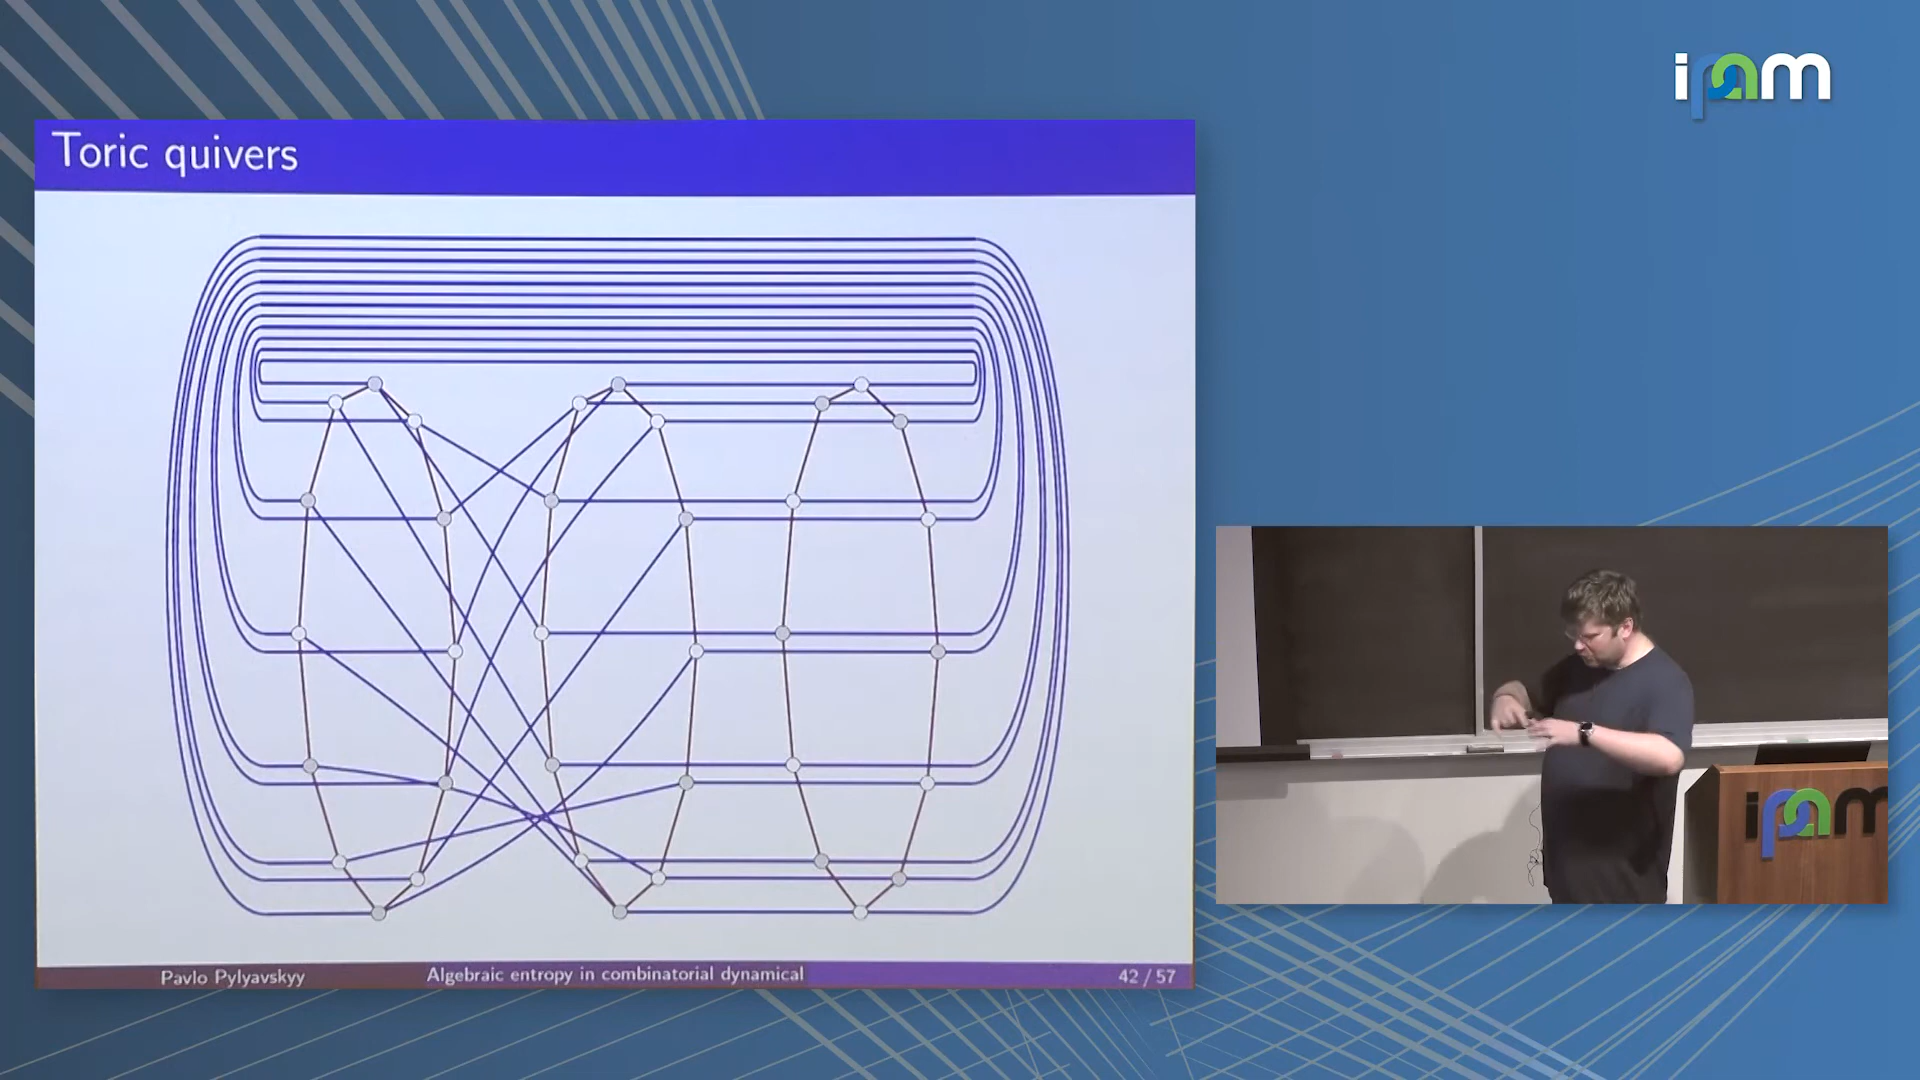 ipam
Toric quivers
Pavlo Pylyavskyy
Algebraic entropy in combinatorial dynamical
42 / 57
ipam